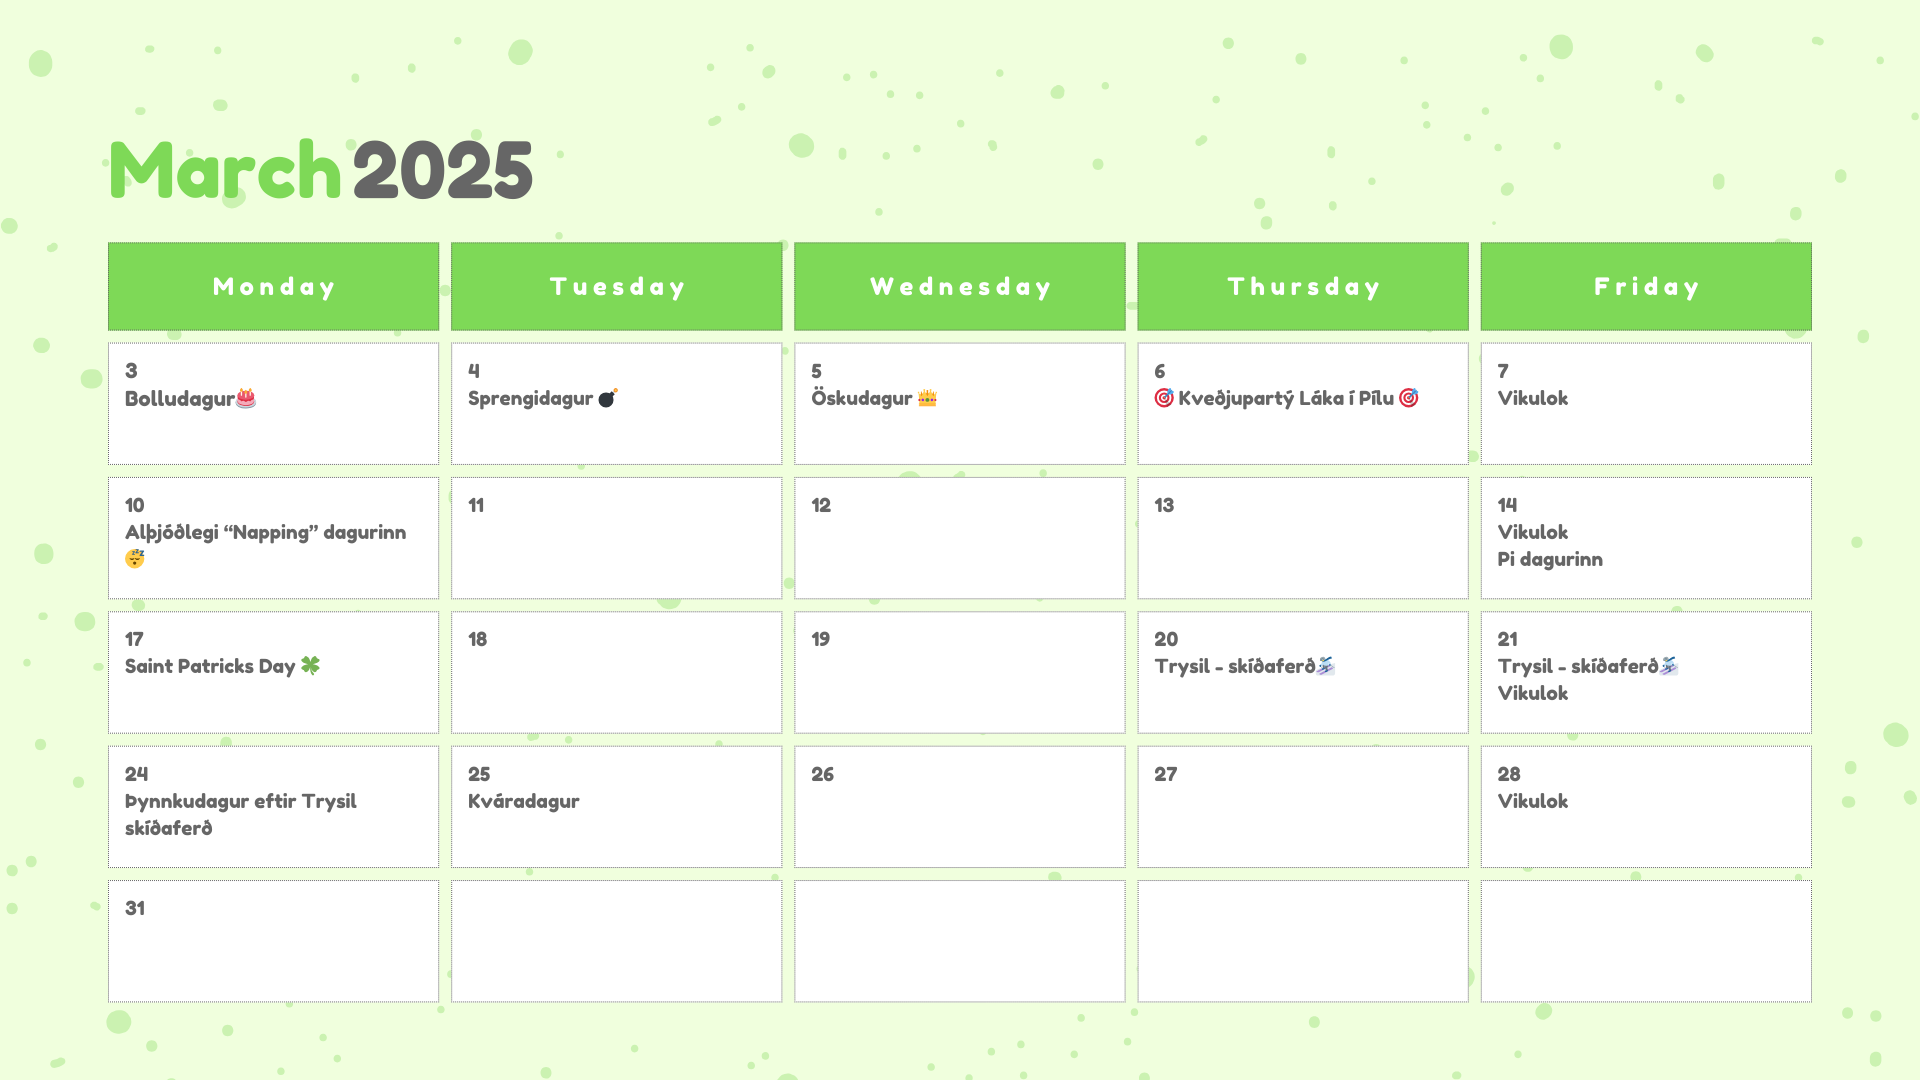 March 2025
Monday
Tuesday
Wednesday
Thursday
Friday
3
Bolludagur🎂
4
Sprengidagur 💣
5
Öskudagur 👑
6
🎯 Kveðjupartý Láka í Pílu 🎯
7
Vikulok
10
Alþjóðlegi “Napping” dagurinn
😴
11
12
13
14
Vikulok
Pi dagurinn
17
Saint Patricks Day 🍀
18
19
20
Trysil - skíðaferð⛷️
21
Trysil - skíðaferð⛷️
Vikulok
24
Þynnkudagur eftir Trysil
skíðaferð
25
Kváradagur
26
27
28
Vikulok
31